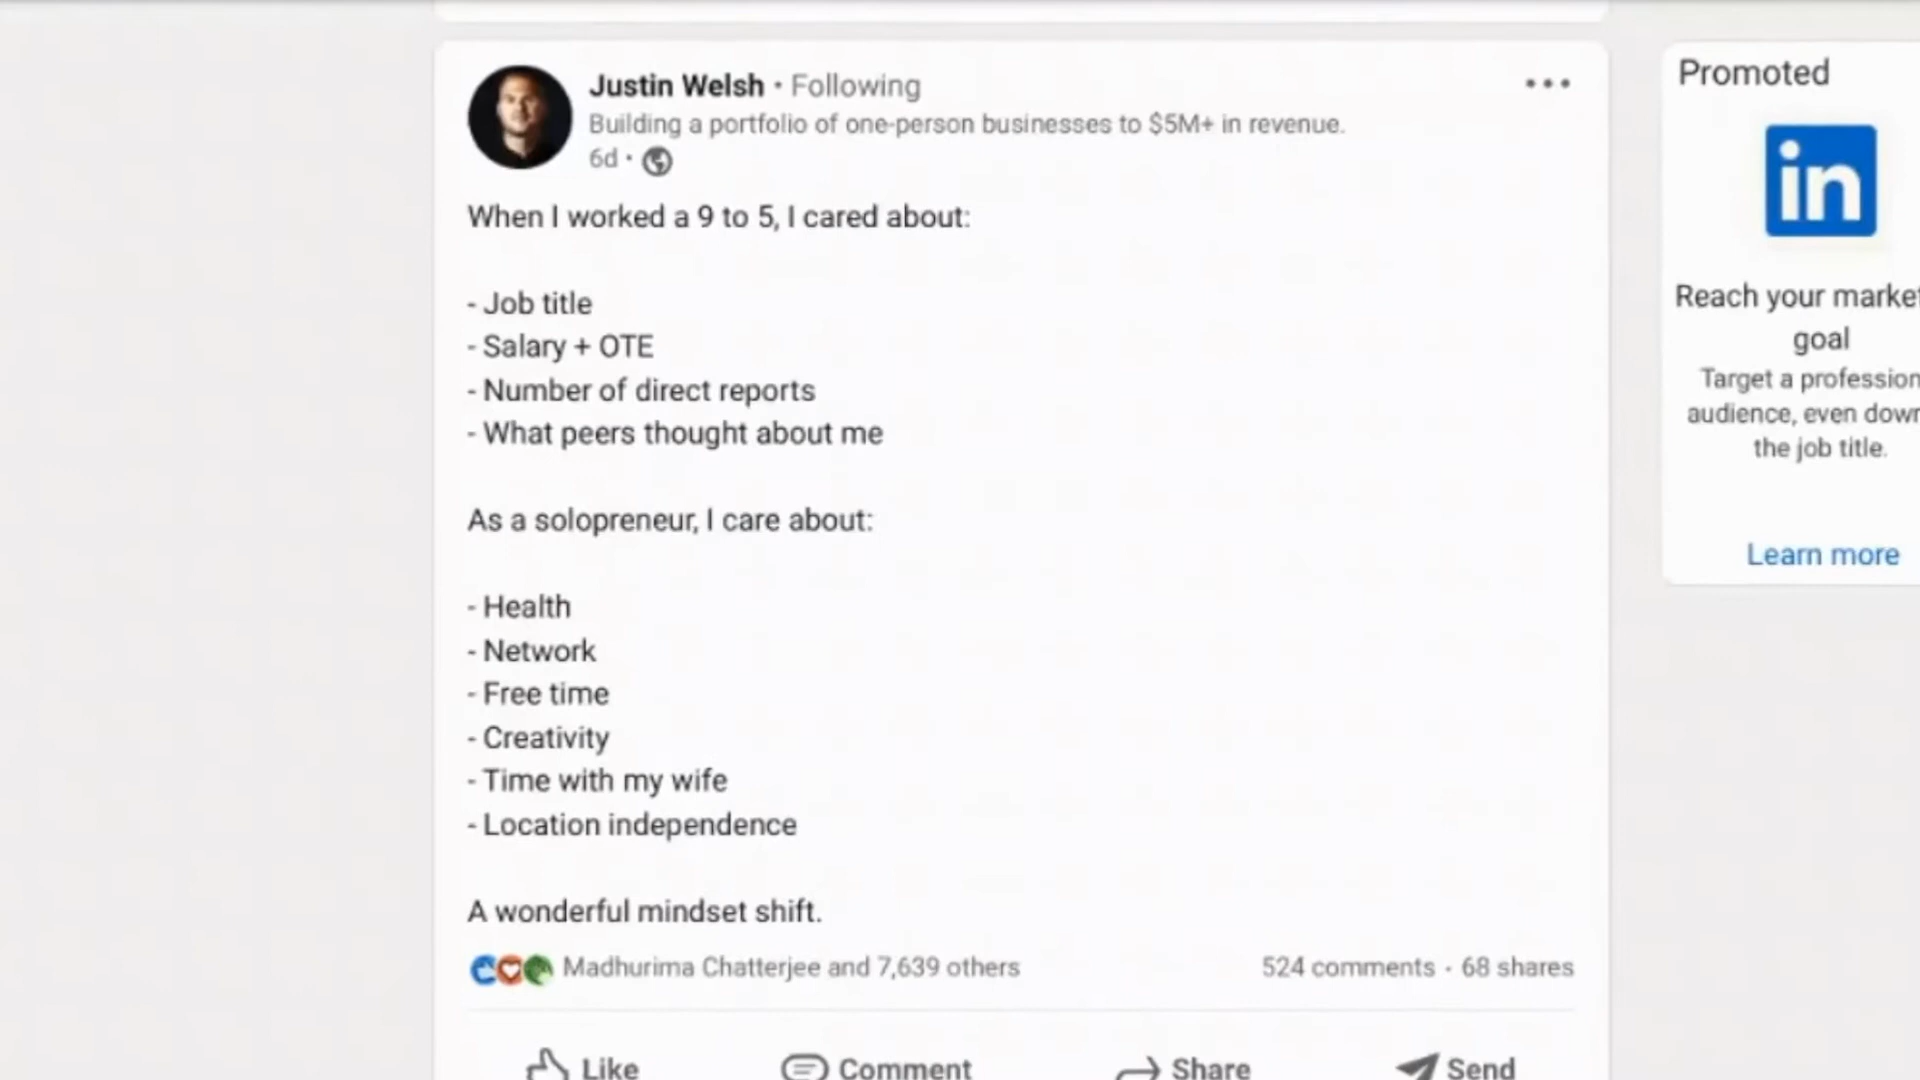 Justin Welsh • Following
Building a portfolio of one-person businesses to $5M+ in revenue.
6d •
When I worked a 9 to 5, I cared about:
- Job title
- Salary + OTE
- Number of direct reports
- What peers thought about me
As a solopreneur, I care about:
- Health
- Network
- Free time
- Creativity
- Time with my wife
- Location independence
A wonderful mindset shift.
Madhurima Chatterjee and 7,639 others
524 comments · 68 shares
Like
Comment
Share
Send
Promoted
in
Reach your market
goal
Target a profession
audience, even down
the job title.
Learn more